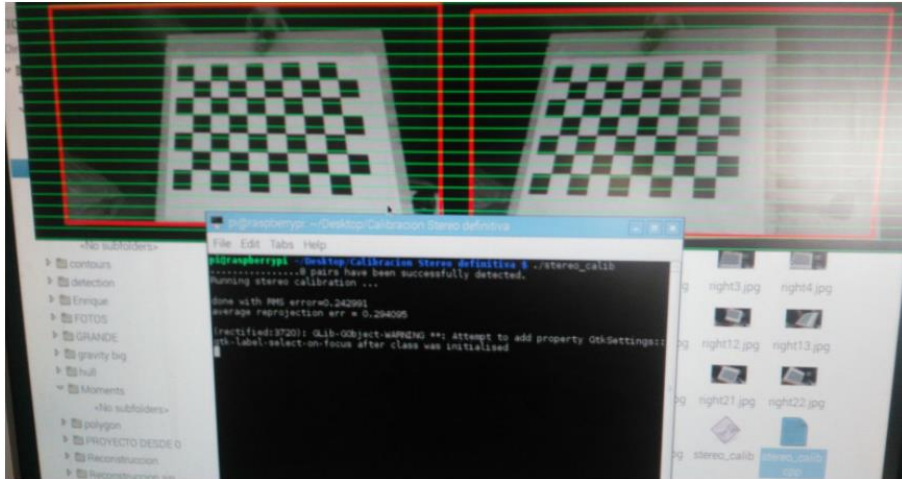 pi@raspberrypi: ~/Desktop/Calibracion Stereo definitiva
File Edit Tabs Help
pi@raspberrypi ~/Desktop/Calibracion Stereo definitiva $ ./stereo_calib
................8 pairs have been successfully detected.
Running stereo calibration ...
done with RMS error=0.242991
average reprojection err = 0.294095
(rectified:3720): GLib-GObject-WARNING **: Attempt to add property GtkSettings::
gtk-label-select-on-focus after class was initialised
<No subfolders>
contours
detection
Enrique
FOTOS
GRANDE
gravity big
hull
Moments
<No subfolders>
polygon
PROYECTO DESDE 0
Reconstruccion
right3.jpg right4.jpg
right12.jpg right13.jpg
right21.jpg right22.jpg
stereo_calib stereo_calib.
cpp